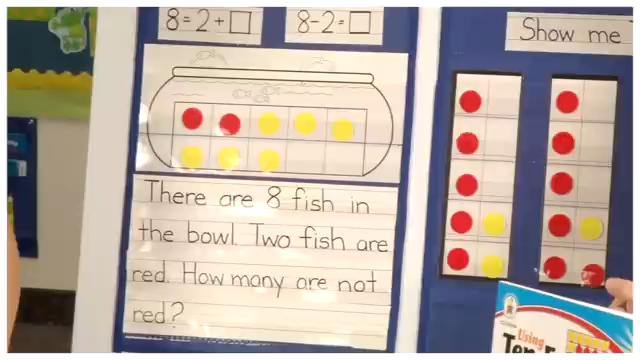 8=2+□
8-2=□
There are 8 fish in
the bowl. Two fish are
red. How many are not
red?
Show me
Using